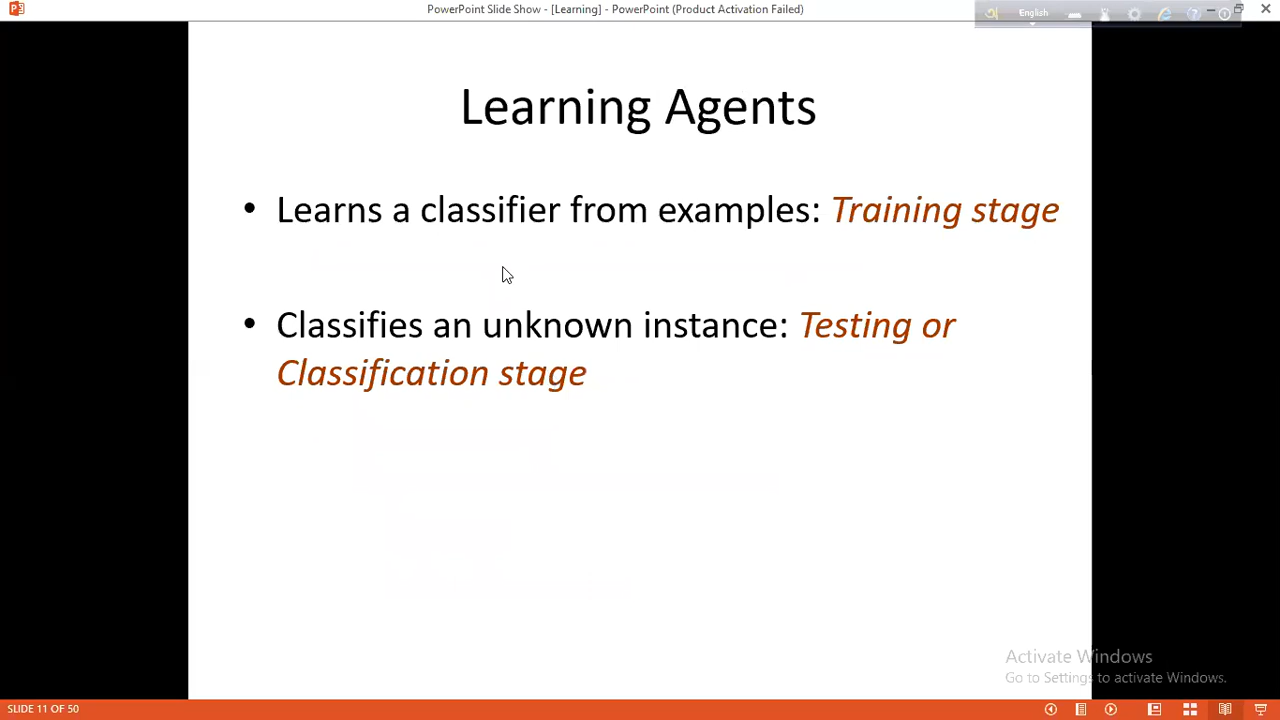 PowerPoint Slide Show - [Learning] - PowerPoint (Product Activation Failed)
English
Learning Agents
• Learns a classifier from examples: Training stage
• Classifies an unknown instance: Testing or
Classification stage
Activate Windows
Go to Settings to activate Windows.
SLIDE 11 OF 50